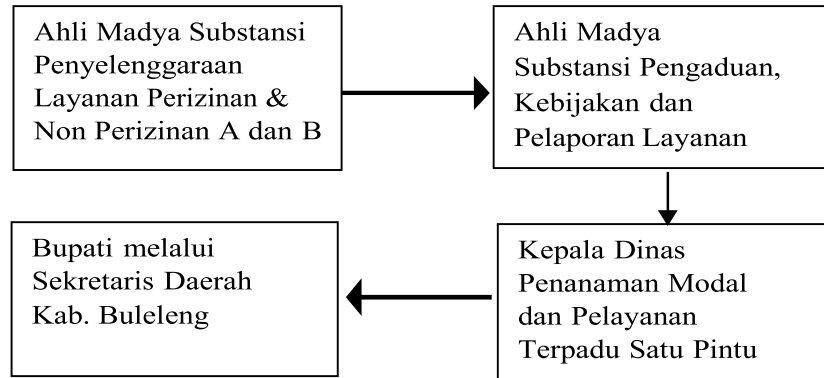 Ahli Madya Substansi
Penyelenggaraan
Layanan Perizinan &
Non Perizinan A dan B
Ahli Madya
Substansi Pengaduan,
Kebijakan dan
Pelaporan Layanan
Kepala Dinas
Penanaman Modal
dan Pelayanan
Terpadu Satu Pintu
Bupati melalui
Sekretaris Daerah
Kab. Buleleng